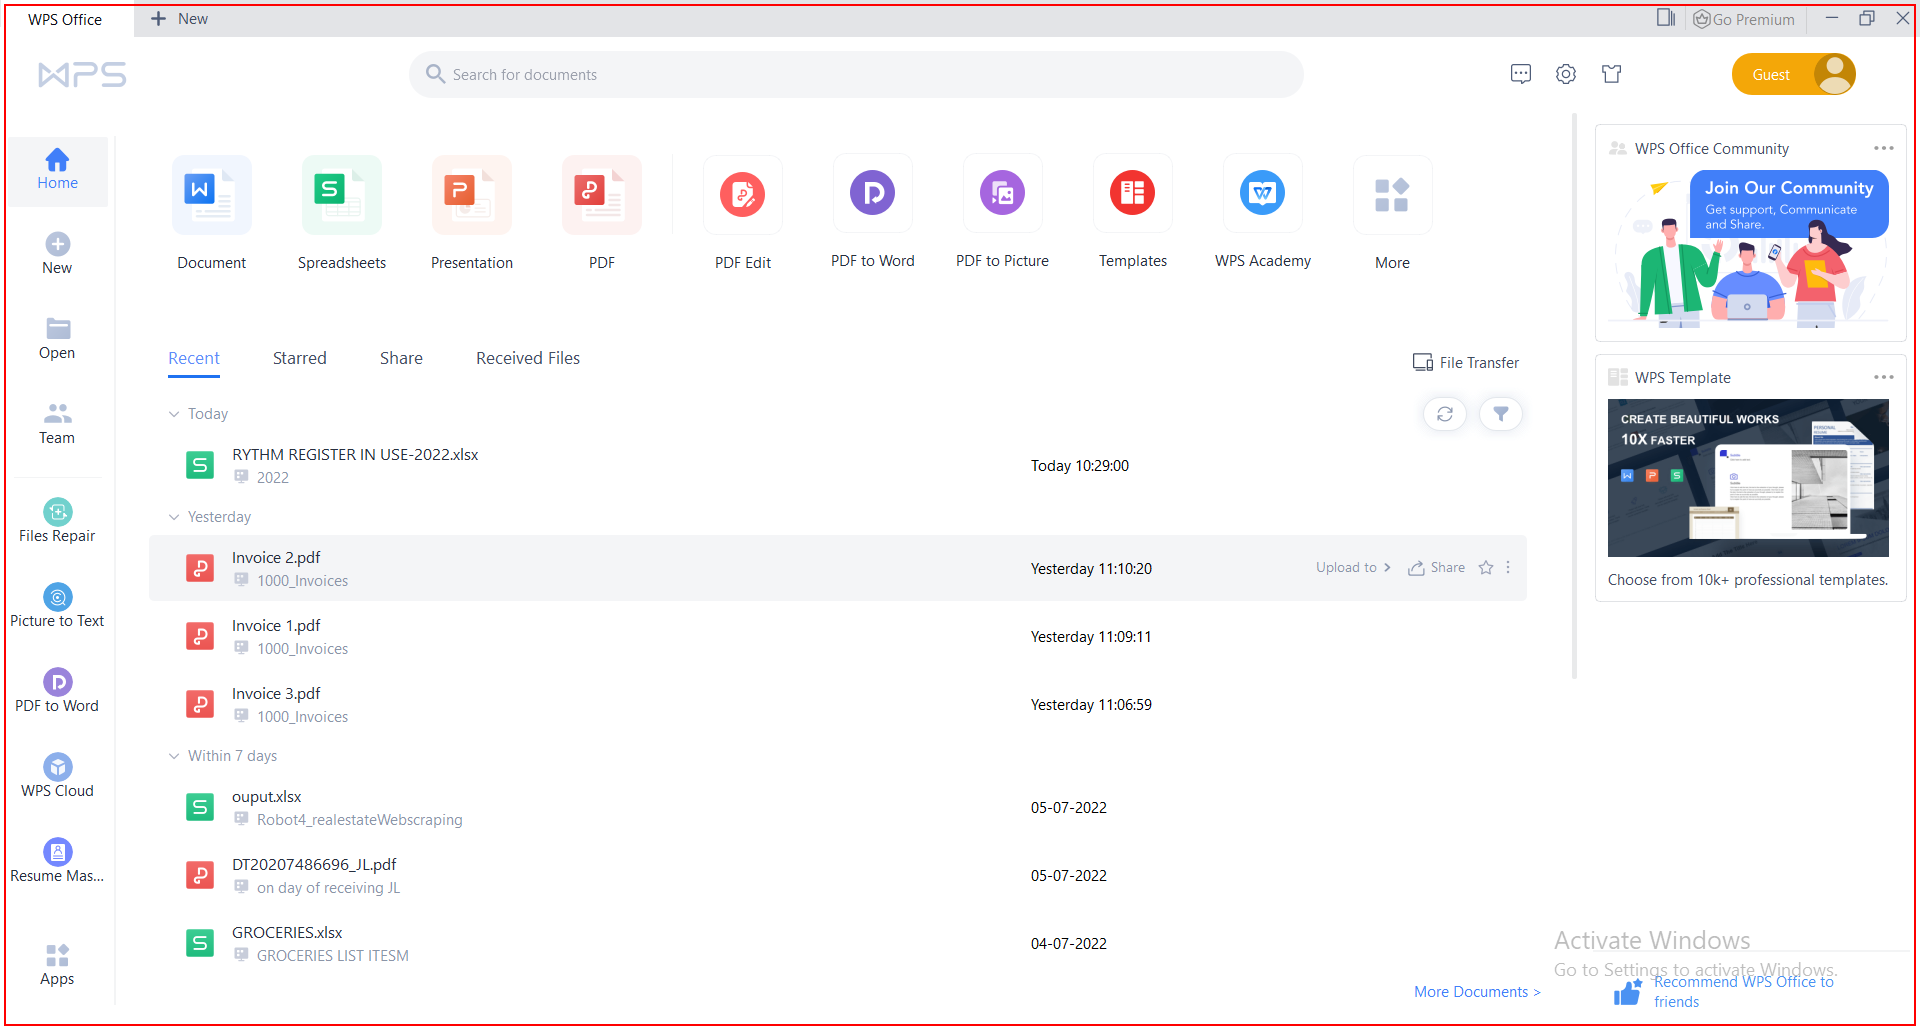 WPS Office
New
Go Premium
WPS
Search for documents
Guest
Home
New
Open
Team
Files Repair
Picture to Text
PDF to Word
WPS Cloud
Resume Mas...
Apps
Document
Spreadsheets
Presentation
PDF
PDF Edit
PDF to Word
PDF to Picture
Templates
WPS Academy
More
Recent
Starred
Share
Received Files
File Transfer
Today
RYTHM REGISTER IN USE-2022.xlsx
2022
Today 10:29:00
Yesterday
Invoice 2.pdf
1000_Invoices
Yesterday 11:10:20
Upload to >
Share
Invoice 1.pdf
1000_Invoices
Yesterday 11:09:11
Invoice 3.pdf
1000_Invoices
Yesterday 11:06:59
Within 7 days
ouput.xlsx
Robot4_realestateWebscraping
05-07-2022
DT20207486696_JL.pdf
on day of receiving JL
05-07-2022
GROCERIES.xlsx
GROCERIES LIST ITESM
04-07-2022
More Documents >
WPS Office Community
Join Our Community
Get support, Communicate
and Share.
WPS Template
CREATE BEAUTIFUL WORKS
10X FASTER
PERSONAL
Choose from 10k+ professional templates.
Activate Windows
Go to Settings to activate Windows.
Recommend WPS Office to
friends